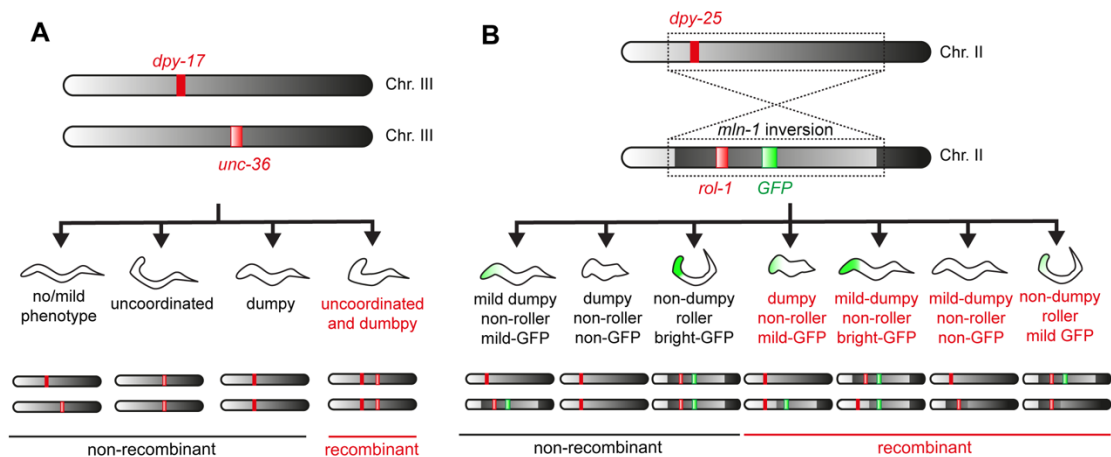 A
dpy-17
Chr. III
Chr. III
unc-36
no/mild
phenotype
uncoordinated
dumpy
uncoordinated
and dumbpy
non-recombinant
recombinant
B
dpy-25
Chr. II
mln-1 inversion
Chr. II
rol-1
GFP
mild dumpy
non-roller
mild-GFP
dumpy
non-roller
non-GFP
non-dumpy
roller
bright-GFP
dumpy
non-roller
mild-GFP
mild-dumpy
non-roller
bright-GFP
mild-dumpy
non-roller
non-GFP
non-dumpy
roller
mild GFP
non-recombinant
recombinant